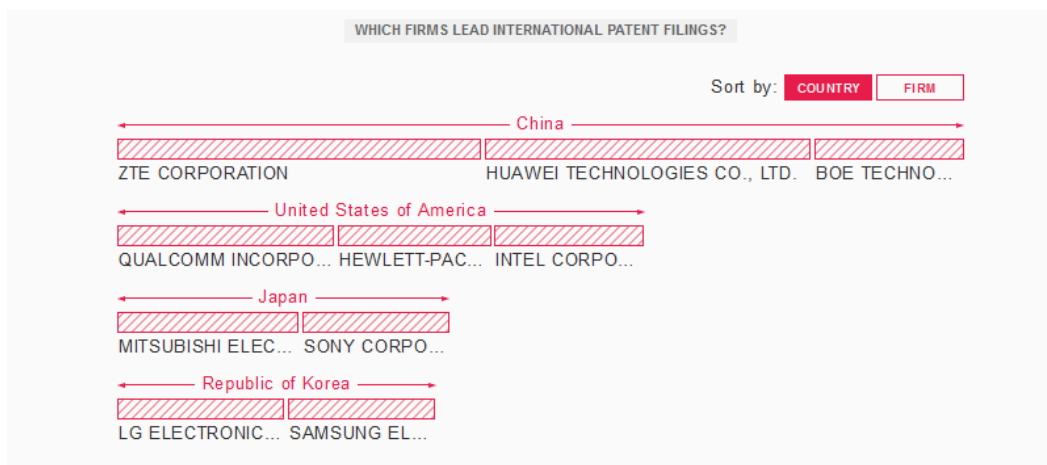 WHICH FIRMS LEAD INTERNATIONAL PATENT FILINGS?
Sort by: COUNTRY FIRM
China
ZTE CORPORATION HUAWEI TECHNOLOGIES CO., LTD. BOE TECHNO...
United States of America
QUALCOMM INCORPO... HEWLETT-PAC... INTEL CORPO...
Japan
MITSUBISHI ELEC... SONY CORPO...
Republic of Korea
LG ELECTRONIC... SAMSUNG EL...